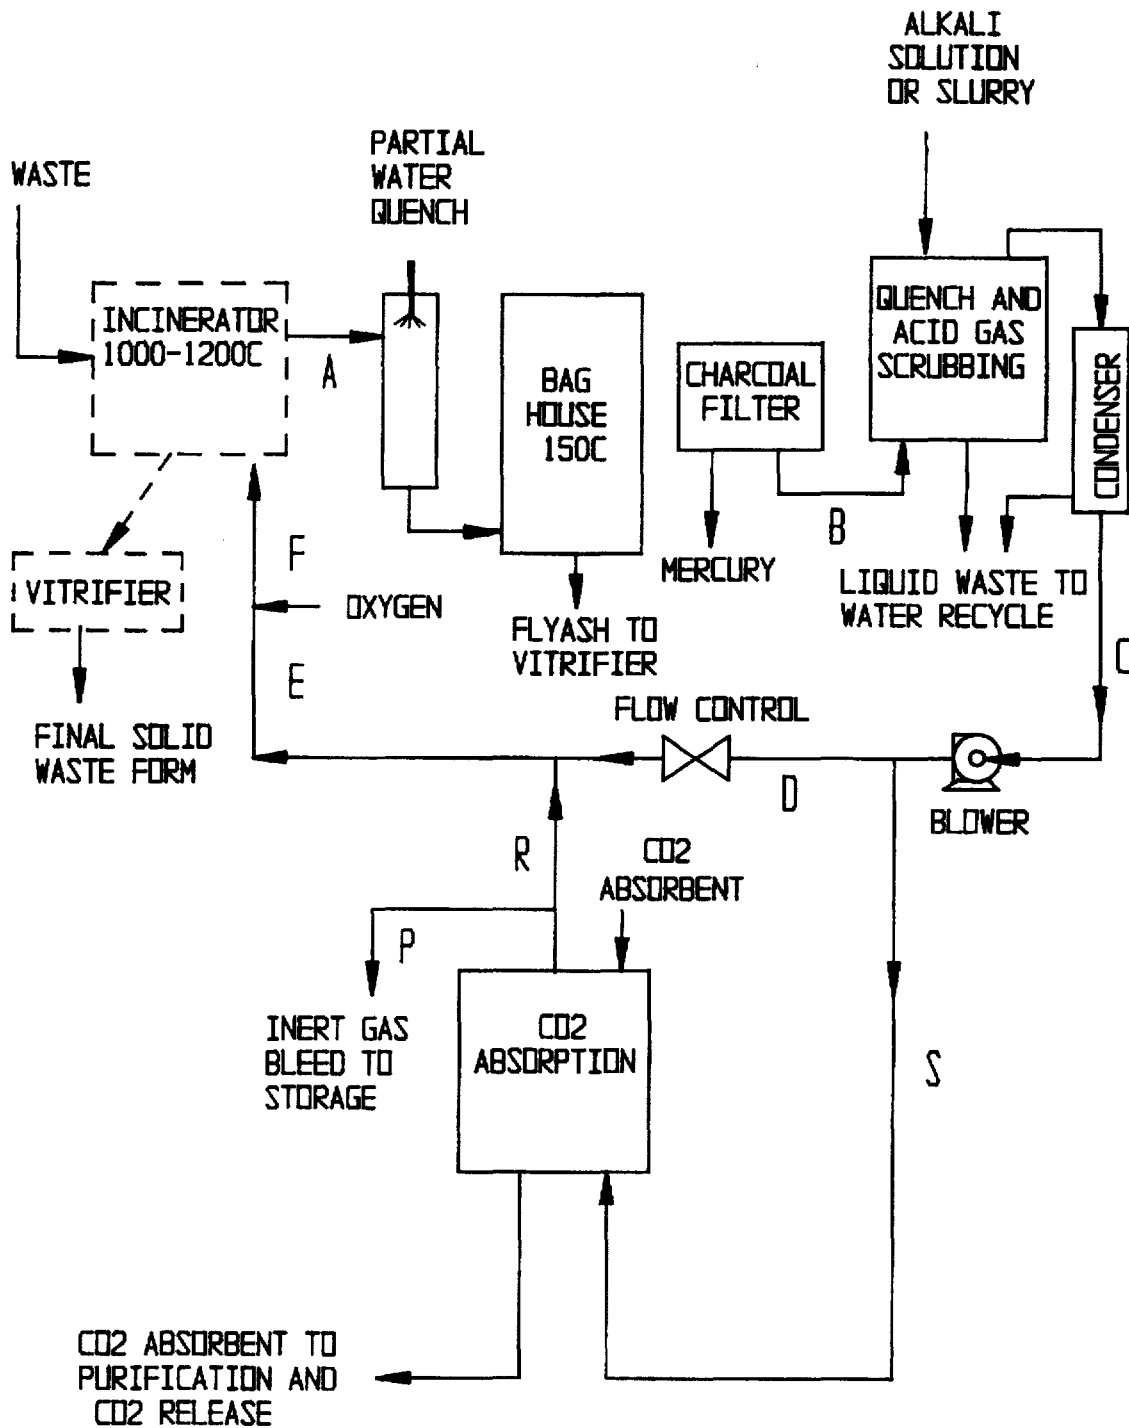 ALKALI
SOLUTION
OR SLURRY
PARTIAL
WATER
QUENCH
WASTE
INCINERATOR
1000-1200C
A
BAG
HOUSE
150C
CHARCOAL
FILTER
QUENCH AND
ACID GAS
SCRUBBING
CONDENSER
B
MERCURY
LIQUID WASTE TO
WATER RECYCLE
F
VITRIFIER
OXYGEN
FLYASH TO
VITRIFIER
C
E
FINAL SOLID
WASTE FORM
FLOW CONTROL
D
BLOWER
R
CO2
ABSORBENT
P
INERT GAS
BLEED TO
STORAGE
CO2
ABSORPTION
S
CO2 ABSORBENT TO
PURIFICATION AND
CO2 RELEASE